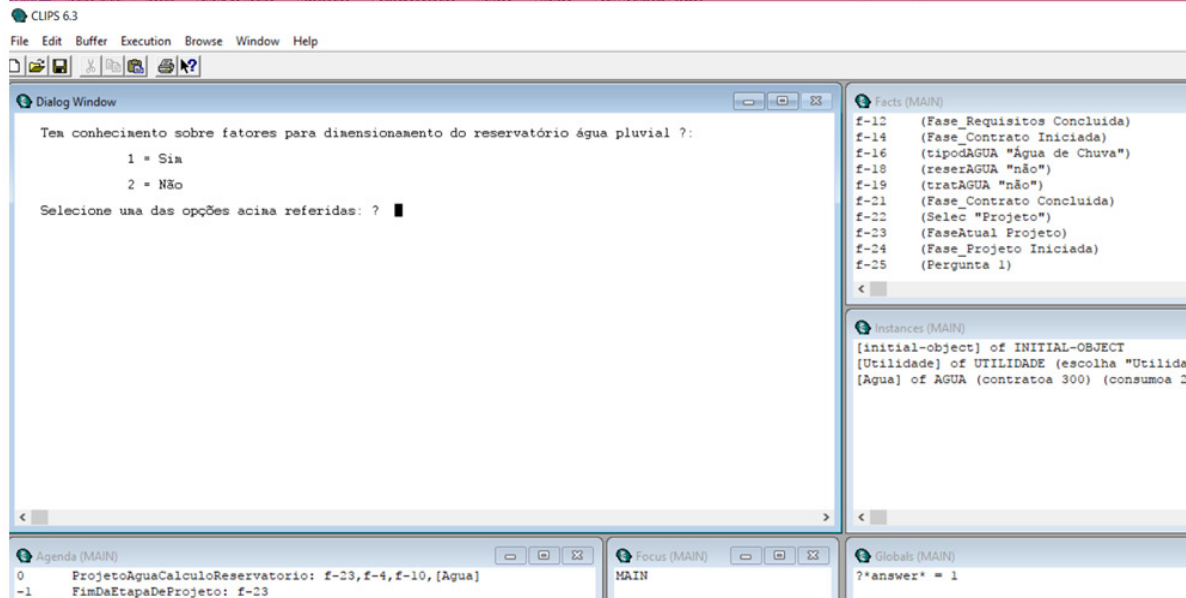 CLIPS 6.3
File Edit Buffer Execution Browse Window Help
Dialog Window
Tem conhecimento sobre fatores para dimensionamento do reservatório água pluvial ?:
1 = Sim
2 = Não
Selecione uma das opções acima referidas: ?
Facts (MAIN)
f-12 (Fase_Requisitos Concluida)
f-14 (Fase_Contrato Iniciada)
f-16 (tipodAGUA "Água de Chuva")
f-18 (reserAGUA "não")
f-19 (tratAGUA "não")
f-21 (Fase_Contrato Concluida)
f-22 (Selec "Projeto")
f-23 (FaseAtual Projeto)
f-24 (Fase_Projeto Iniciada)
f-25 (Pergunta 1)
Instances (MAIN)
[initial-object] of INITIAL-OBJECT
[Utilidade] of UTILIDADE (escolha "Utilida
[Agua] of AGUA (contratoa 300) (consumoa 2
Agenda (MAIN)
0 ProjetoAguaCalculoReservatorio: f-23,f-4,f-10,[Agua]
-1 FimDaEtapaDeProjeto: f-23
Focus (MAIN)
MAIN
Globals (MAIN)
?*answer* = 1